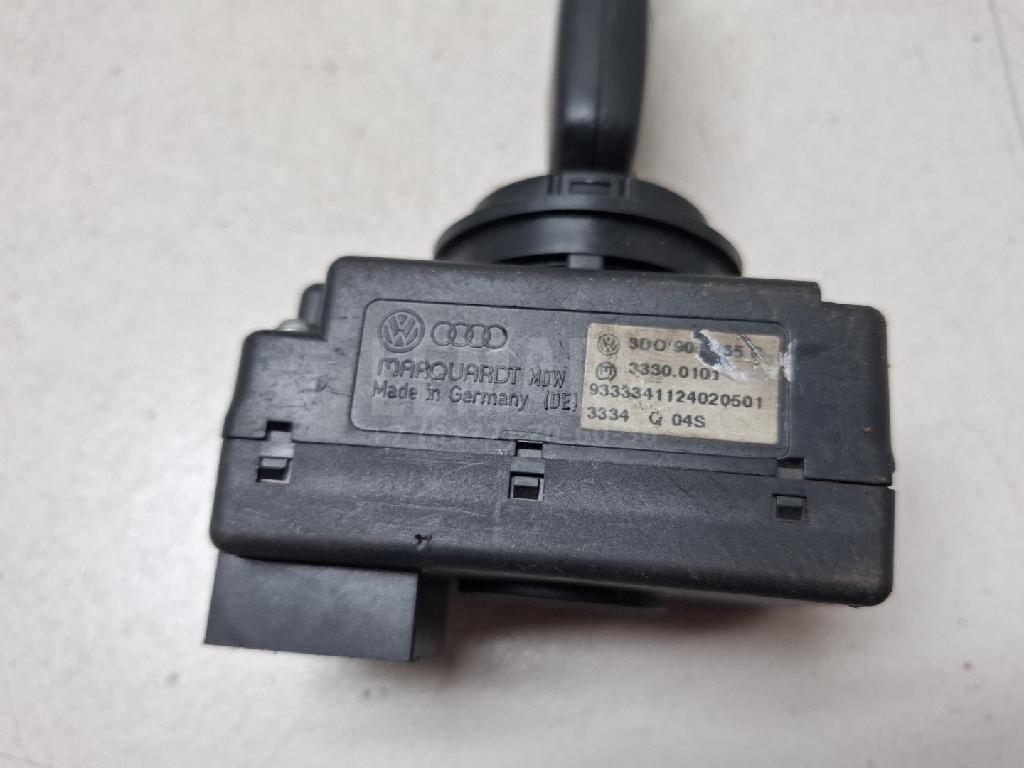 MARQUARDT MOW
Made in Germany (DE)
3330.0101
9333341124020501
3334 Q 04S